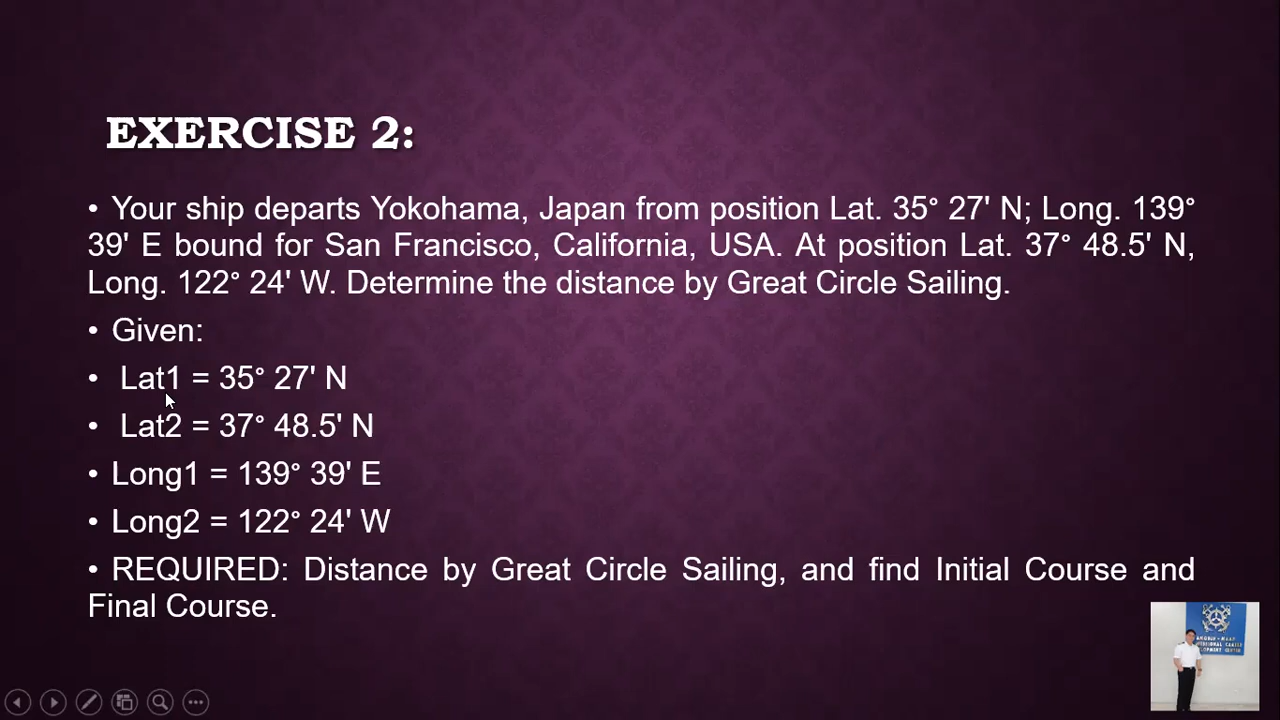 EXERCISE 2:
• Your ship departs Yokohama, Japan from position Lat. 35° 27' N; Long. 139°
39' E bound for San Francisco, California, USA. At position Lat. 37° 48.5' N,
Long. 122° 24' W. Determine the distance by Great Circle Sailing.
• Given:
• Lat1 = 35° 27' N
• Lat2 = 37° 48.5' N
• Long1 = 139° 39' E
• Long2 = 122° 24' W
• REQUIRED: Distance by Great Circle Sailing, and find Initial Course and
Final Course.
CENTER